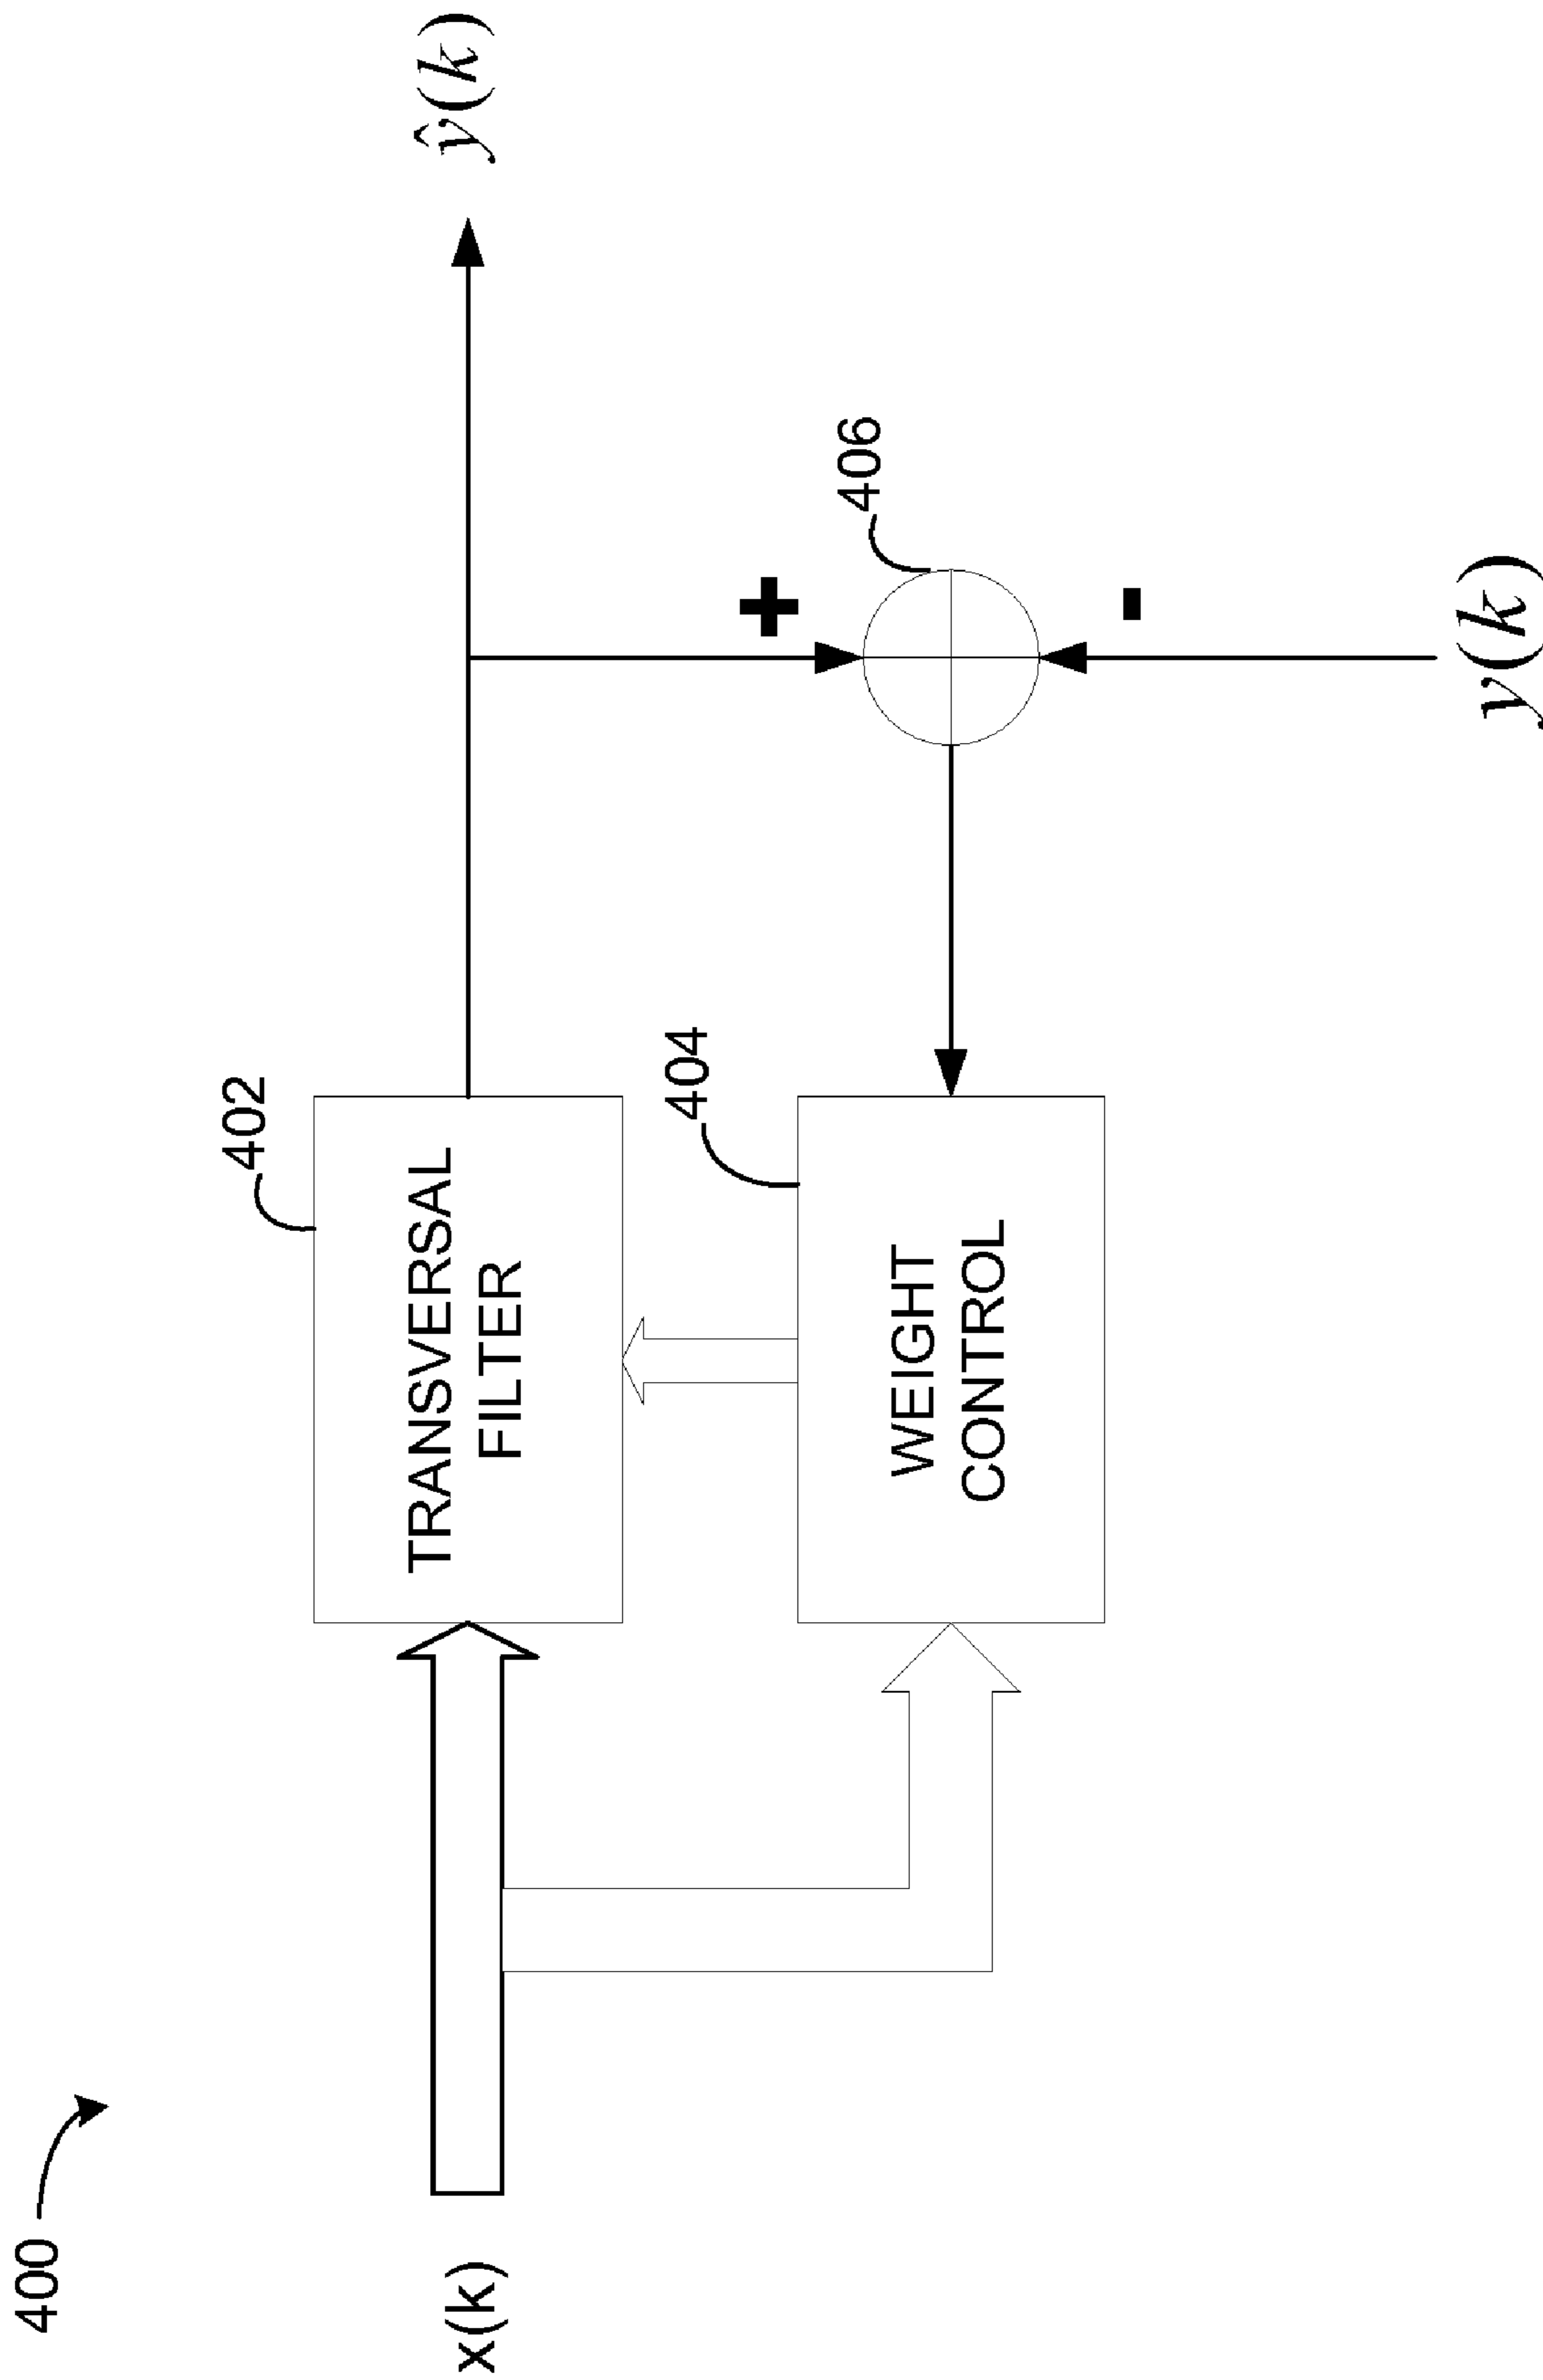 400
x(k)
402
TRANSVERSAL
FILTER
404
WEIGHT
CONTROL
406
+
-
ŷ(k)
y(k)